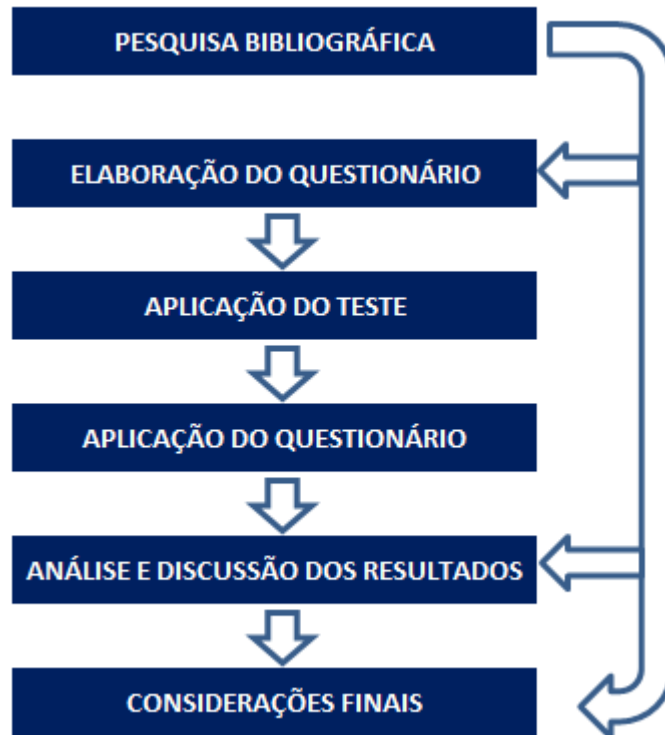 PESQUISA BIBLIOGRÁFICA
ELABORAÇÃO DO QUESTIONÁRIO
APLICAÇÃO DO TESTE
APLICAÇÃO DO QUESTIONÁRIO
ANÁLISE E DISCUSSÃO DOS RESULTADOS
CONSIDERAÇÕES FINAIS